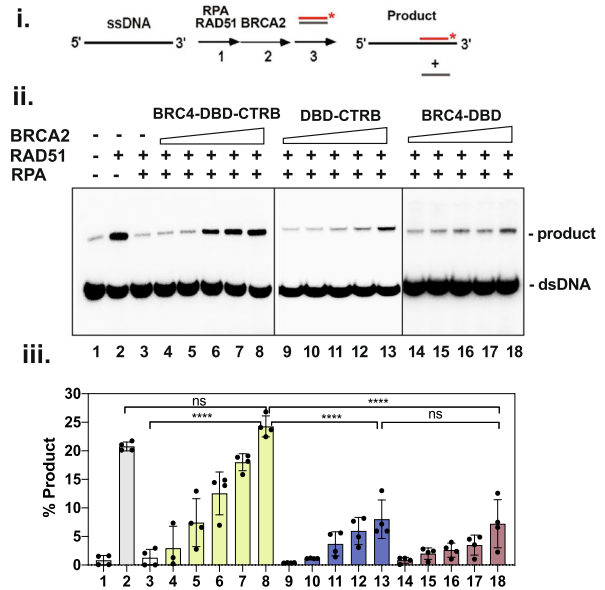 i.
ssDNA
5' 3'
RPA
RAD51 BRCA2
1 2 3
*
Product
5' * 3'
+
ii.
BRC4-DBD-CTRB DBD-CTRB BRC4-DBD
BRCA2 - - -
RAD51 - + + + + + + + + + + + + + + + + +
RPA - - + + + + + + + + + + + + + + + +
- product
- dsDNA
1 2 3 4 5 6 7 8 9 10 11 12 13 14 15 16 17 18
iii.
% Product
30
25
20
15
10
5
0
ns ****
**** **** ns
1 2 3 4 5 6 7 8 9 10 11 12 13 14 15 16 17 18